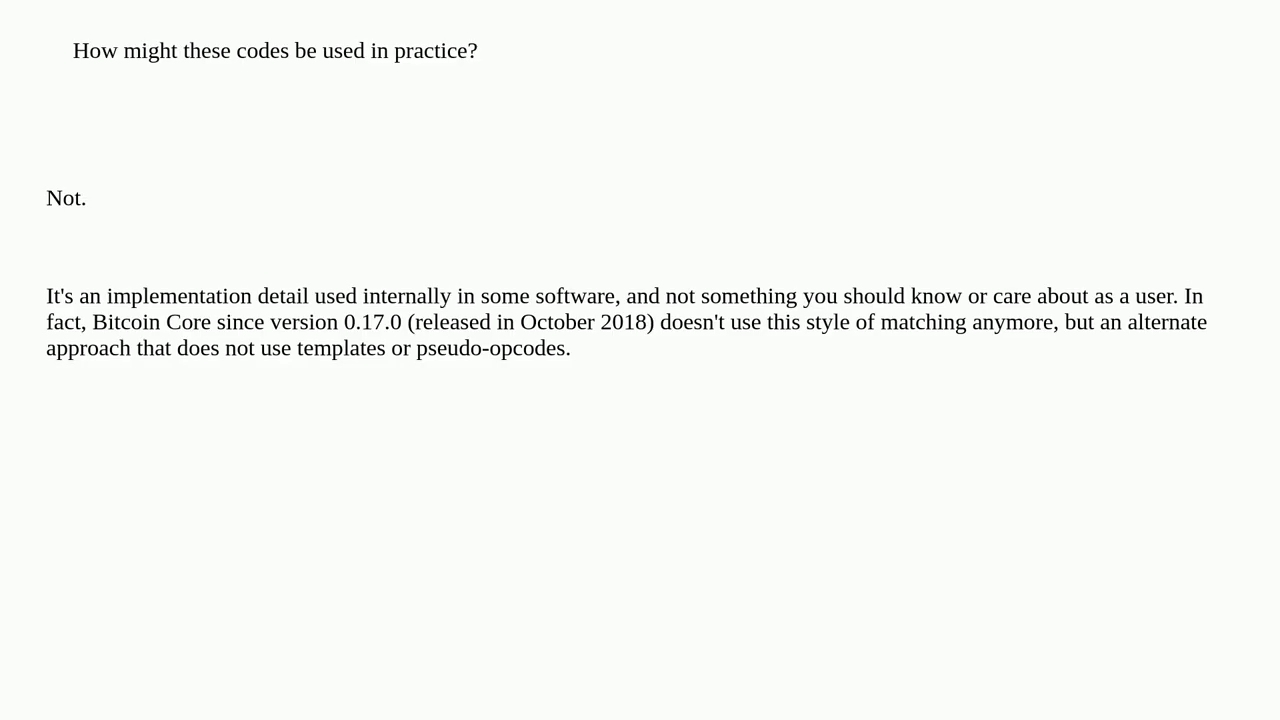 How might these codes be used in practice?
Not.
It's an implementation detail used internally in some software, and not something you should know or care about as a user. In
fact, Bitcoin Core since version 0.17.0 (released in October 2018) doesn't use this style of matching anymore, but an alternate
approach that does not use templates or pseudo-opcodes.